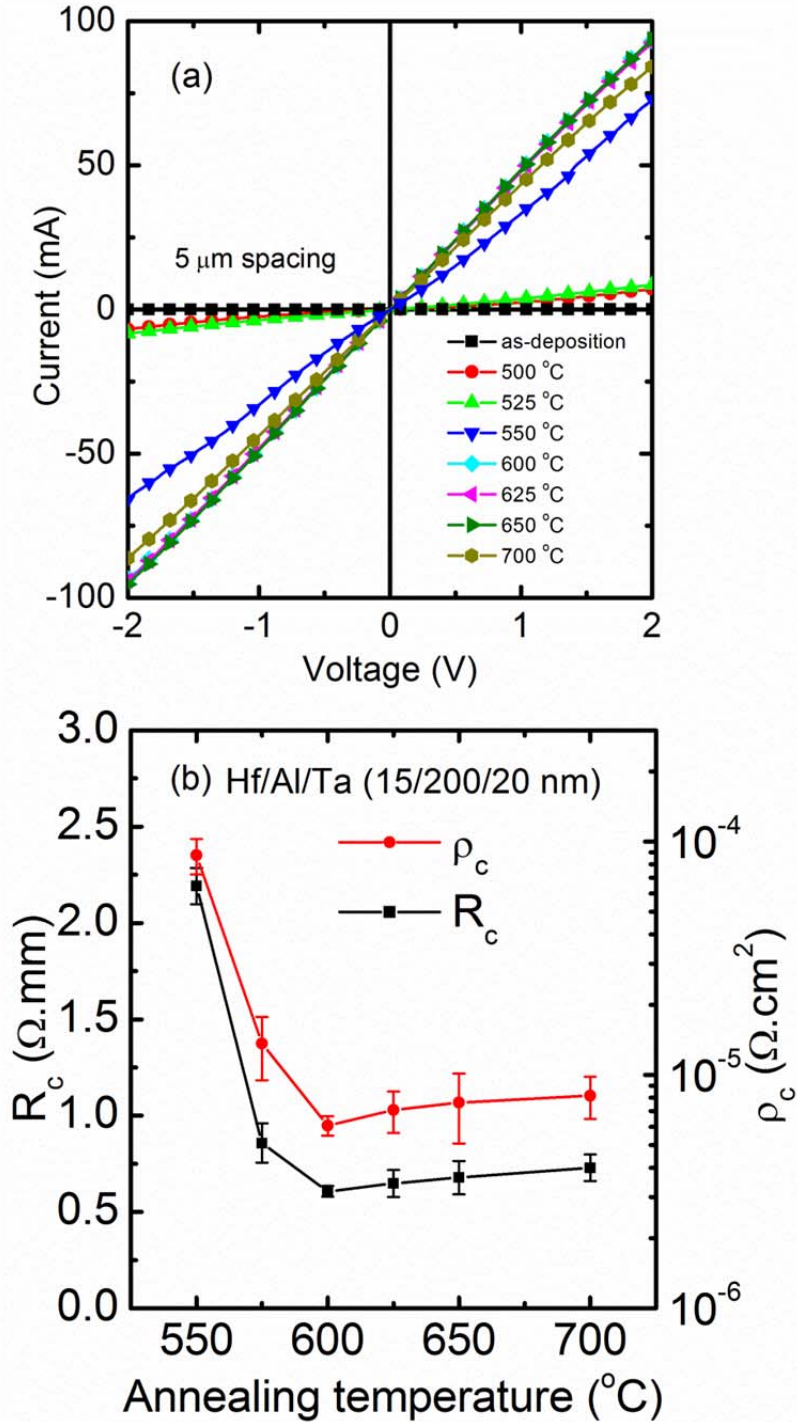 100
(a)
50
5 μm spacing
0
Current (mA)
as-deposition
500 °C
525 °C
550 °C
-50
600 °C
625 °C
650 °C
700 °C
-100
-2 -1 0 1 2
Voltage (V)
3.0
(b) Hf/Al/Ta (15/200/20 nm)
2.5
ρc
10-4
Rc
2.0
Rc (Ω.mm)
1.5
ρc (Ω.cm2)
10-5
1.0
0.5
0.0
10-6
550 600 650 700
Annealing temperature (°C)